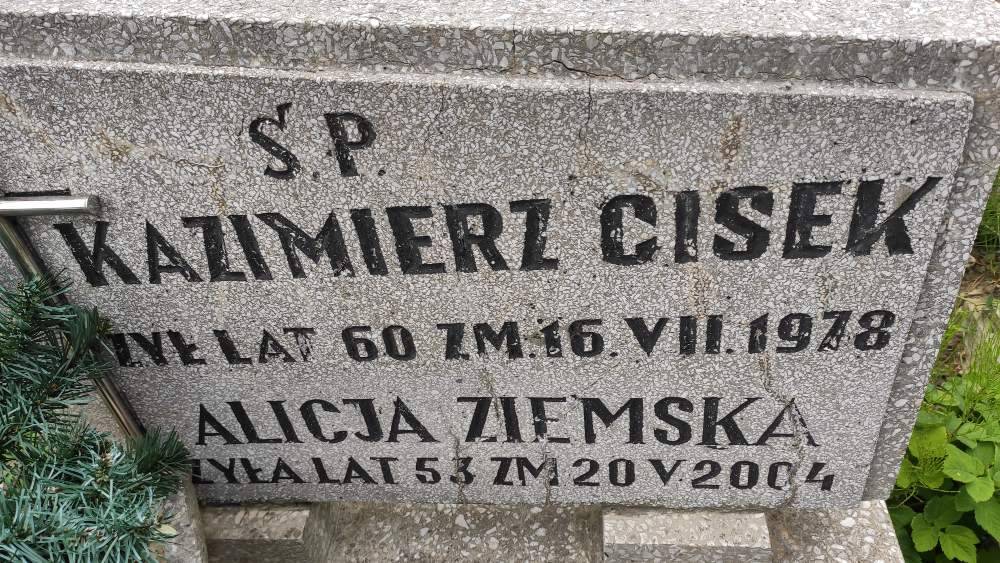 Ś.P.
KAZIMIERZ CISEK
ŻYŁ LAT 60 ZM.16.VII.1978
ALICJA ZIEMSKA
ŻYŁA LAT 53 ZM 20 V.2004